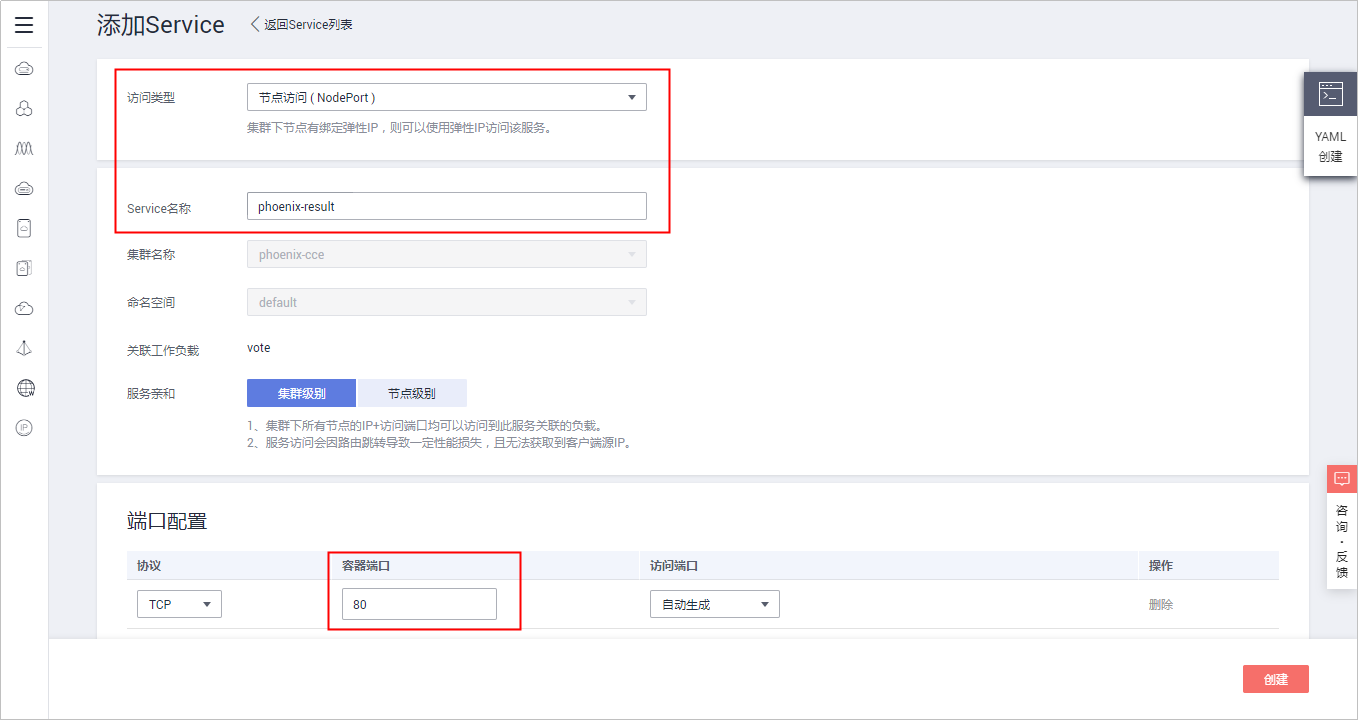 添加Service
返回Service列表
访问类型
节点访问 ( NodePort )
集群下节点有绑定弹性IP，则可以使用弹性IP访问该服务。
YAML
创建
Service名称
phoenix-result
集群名称
phoenix-cce
命名空间
default
关联工作负载
vote
服务亲和
集群级别
节点级别
1、集群下所有节点的IP+访问端口均可以访问到此服务关联的负载。
2、服务访问会因路由跳转导致一定性能损失，且无法获取到客户端源IP。
咨
询
·
反
馈
端口配置
协议
容器端口
访问端口
操作
TCP
80
自动生成
删除
创建
IP